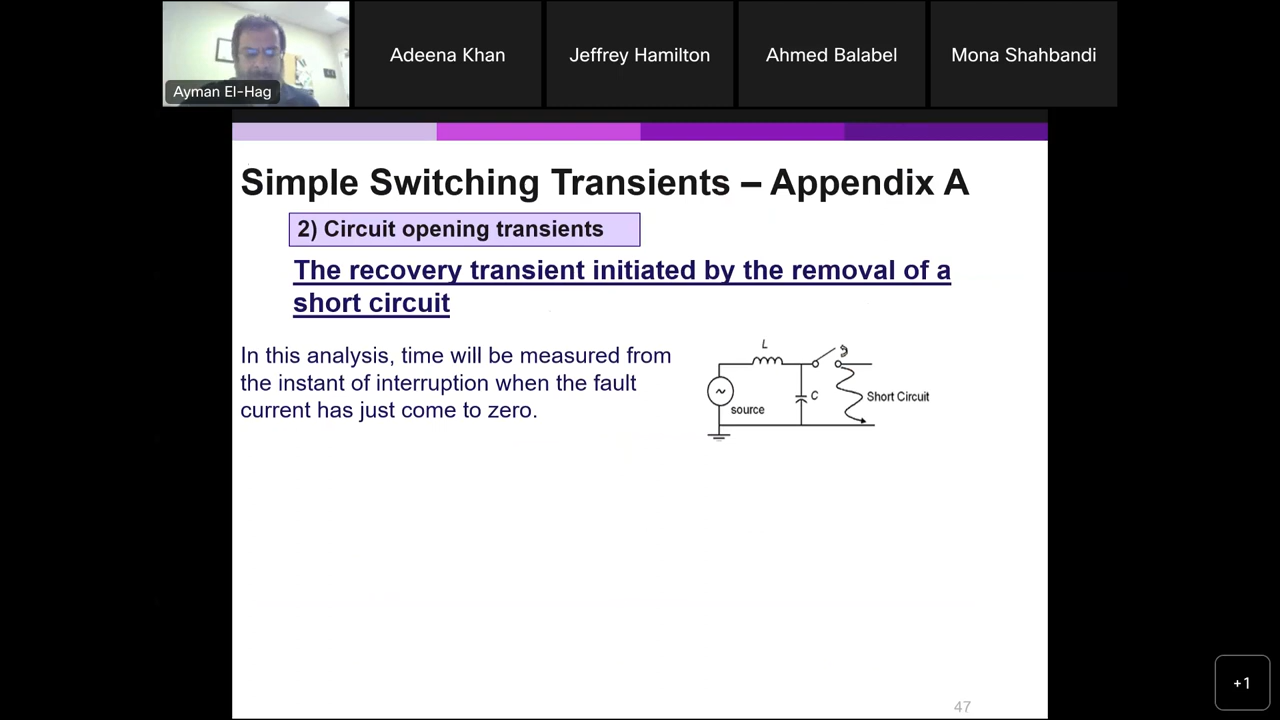 Ayman El-Hag
Adeena Khan
Jeffrey Hamilton
Ahmed Balabel
Mona Shahbandi
Simple Switching Transients – Appendix A
2) Circuit opening transients
The recovery transient initiated by the removal of a
short circuit
In this analysis, time will be measured from
the instant of interruption when the fault
current has just come to zero.
L
C
source
Short Circuit
47
+1